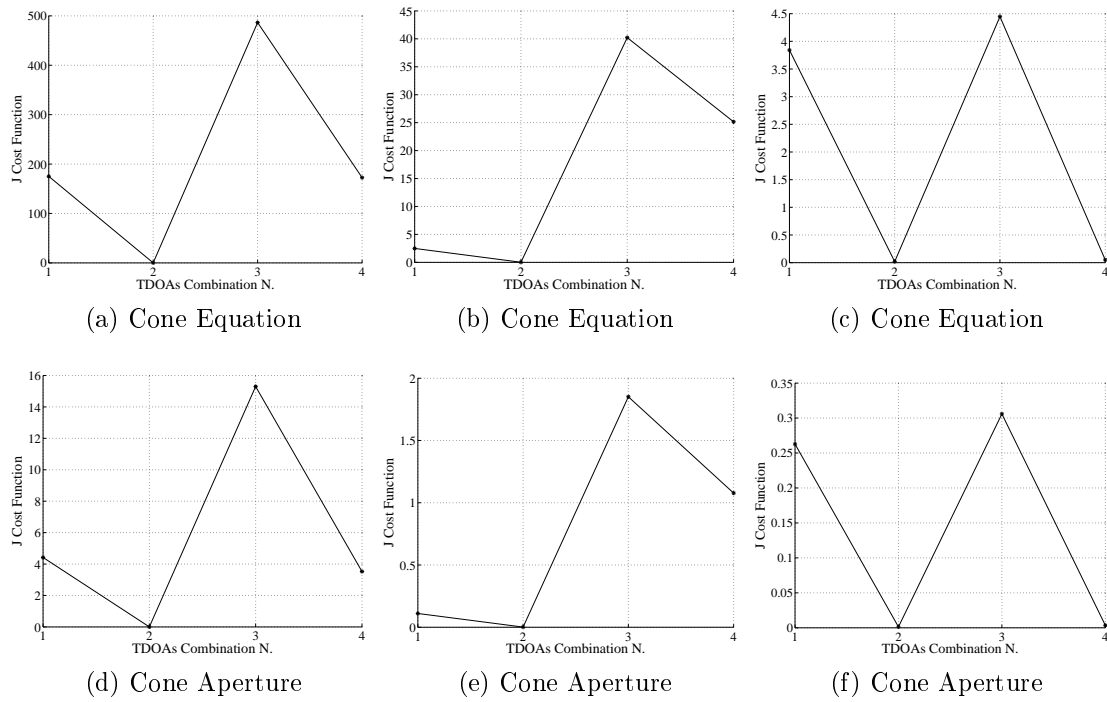 500
400
300
200
100
0
J Cost Function
1 2 3 4
TDOAs Combination N.
(a) Cone Equation
45
40
35
30
25
20
15
10
5
0
J Cost Function
1 2 3 4
TDOAs Combination N.
(b) Cone Equation
4.5
4
3.5
3
2.5
2
1.5
1
0.5
0
J Cost Function
1 2 3 4
TDOAs Combination N.
(c) Cone Equation
16
14
12
10
8
6
4
2
0
J Cost Function
1 2 3 4
TDOAs Combination N.
(d) Cone Aperture
2
1.5
1
0.5
0
J Cost Function
1 2 3 4
TDOAs Combination N.
(e) Cone Aperture
0.35
0.3
0.25
0.2
0.15
0.1
0.05
0
J Cost Function
1 2 3 4
TDOAs Combination N.
(f) Cone Aperture